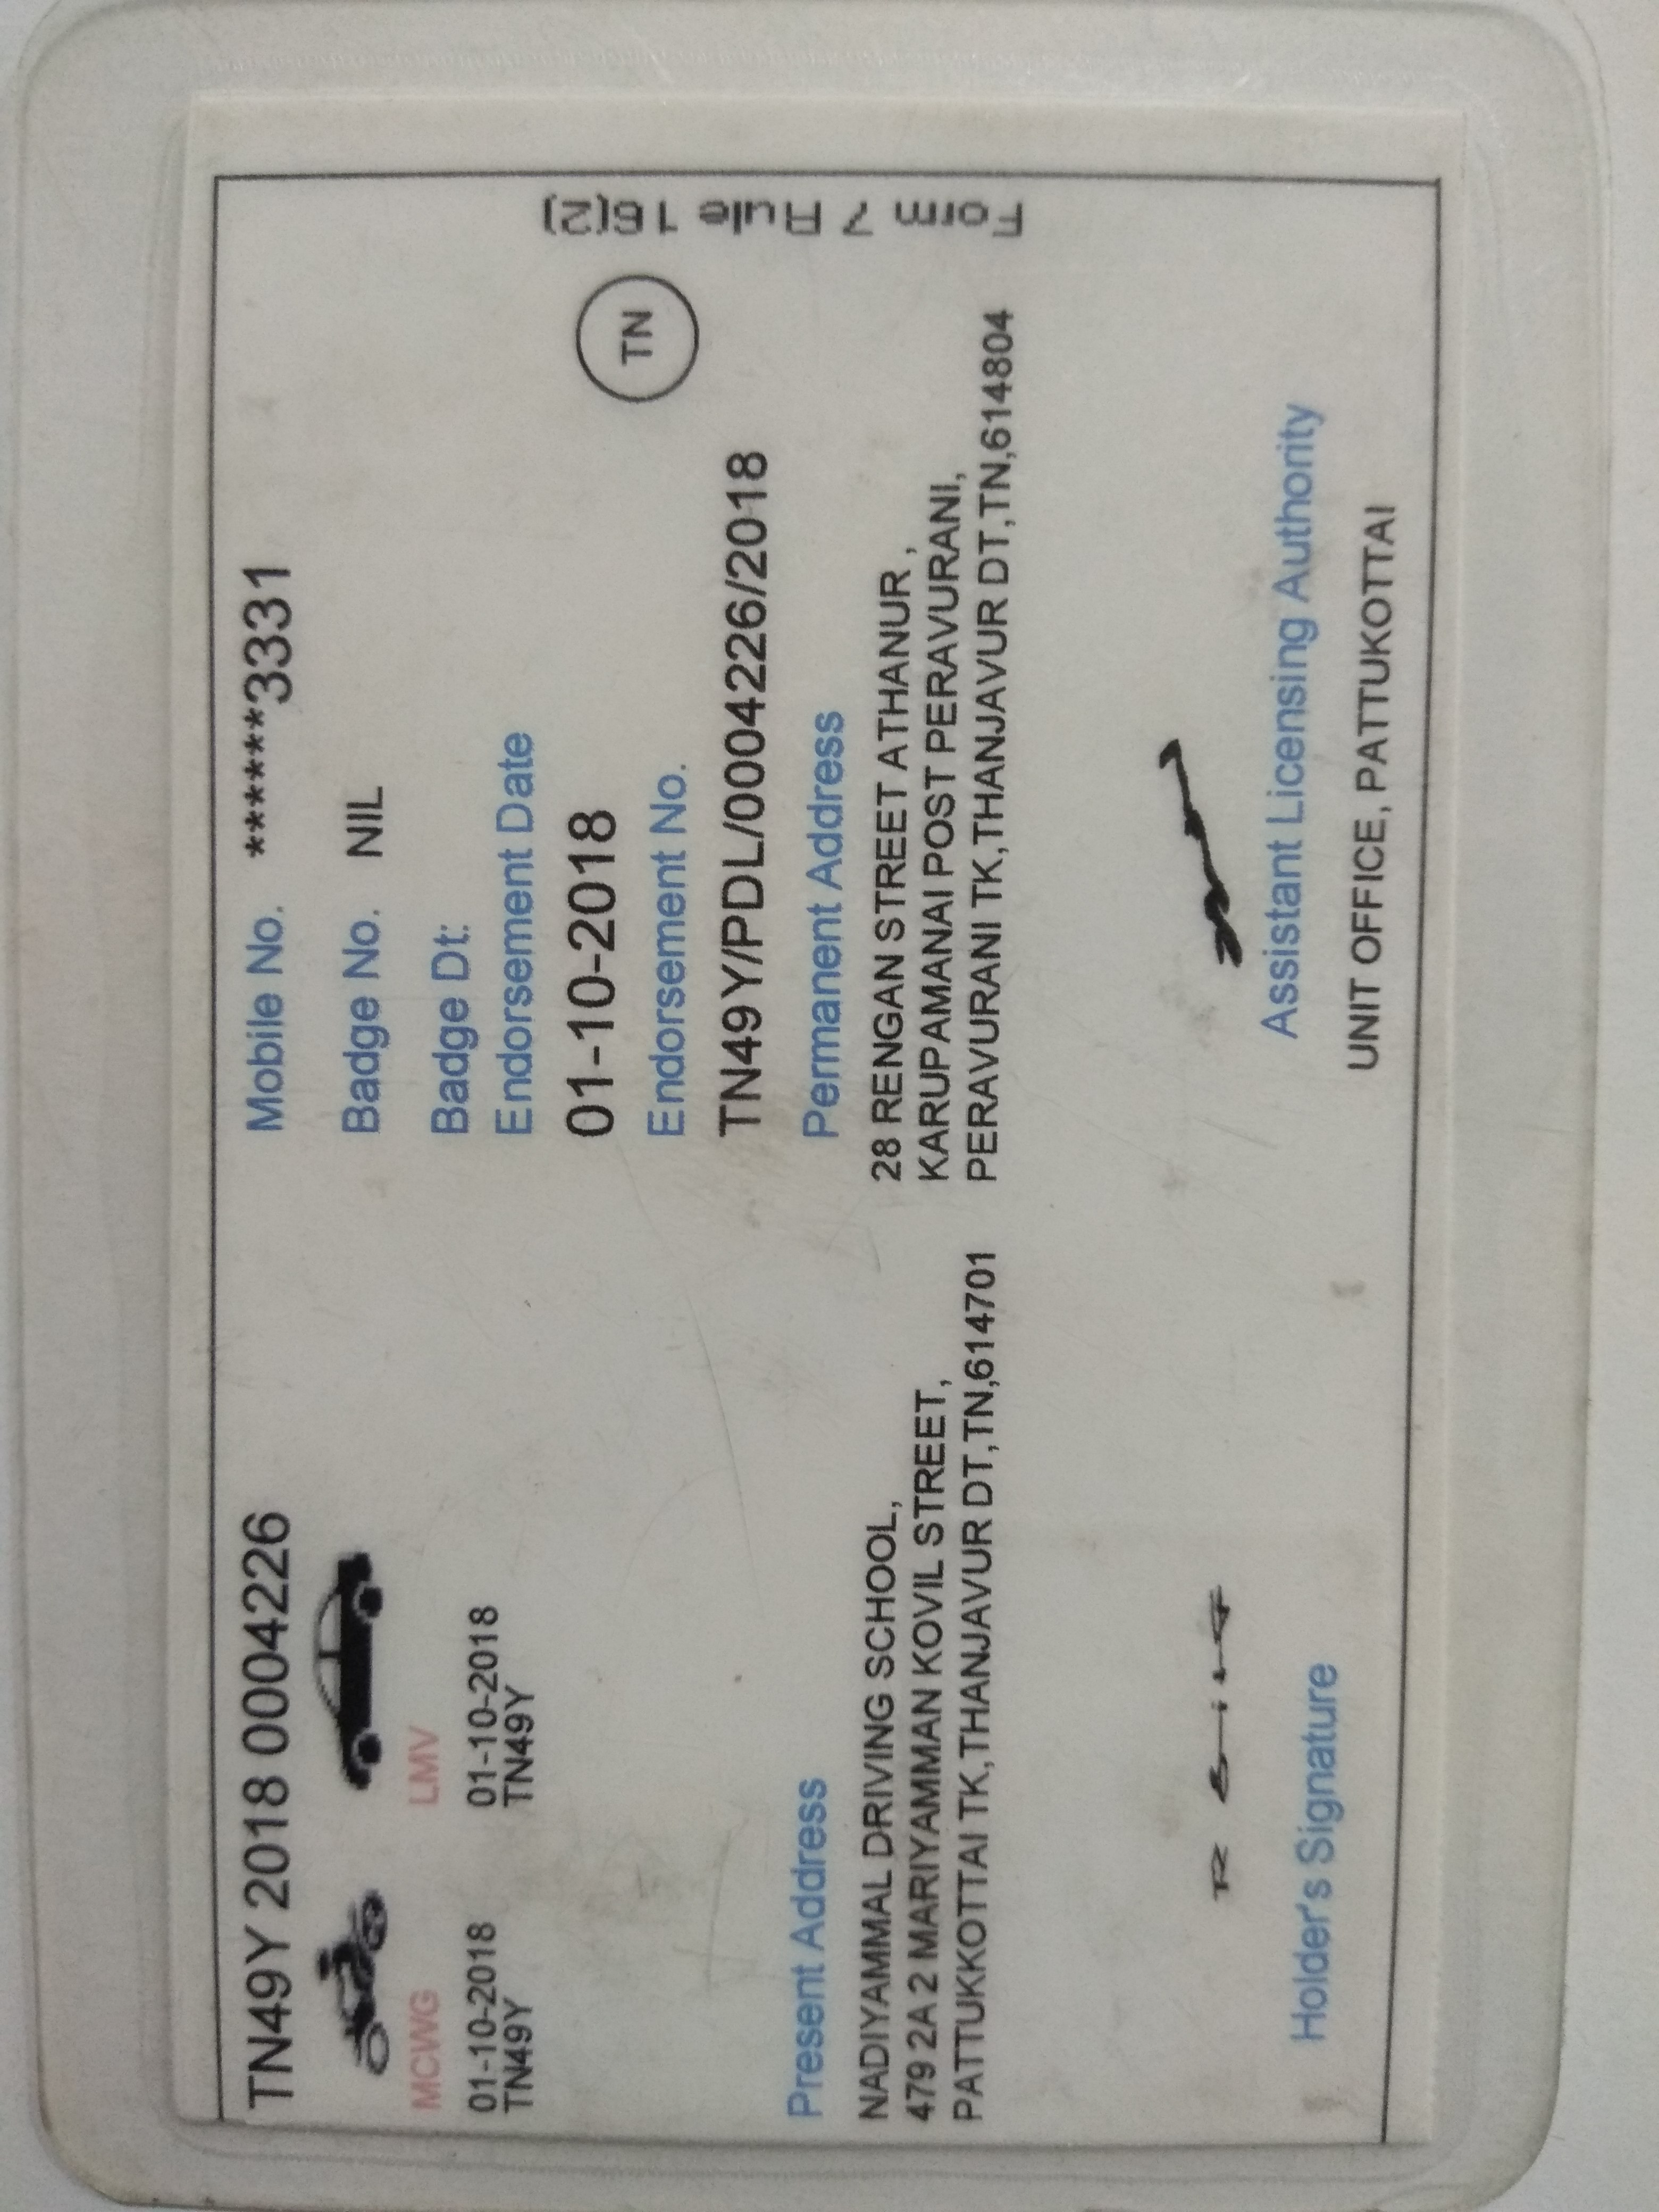 TN49Y 2018 0004226
MCWG
01-10-2018
TN49Y
LMV
01-10-2018
TN49Y
Mobile No. ******3331
Badge No. NIL
Badge Dt:
Endorsement Date
01-10-2018
Endorsement No.
TN49Y/PDL/0004226/2018
TN
Form 7 Rule 16(2)
Present Address
NADIYAMMAL DRIVING SCHOOL,
479 2A 2 MARIYAMMAN KOVIL STREET,
PATTUKKOTTAI TK,THANJAVUR DT,TN,614701
Permanent Address
28 RENGAN STREET ATHANUR ,
KARUPAMANAI POST PERAVURANI,
PERAVURANI TK,THANJAVUR DT,TN,614804
Holder's Signature
Assistant Licensing Authority
UNIT OFFICE, PATTUKOTTAI